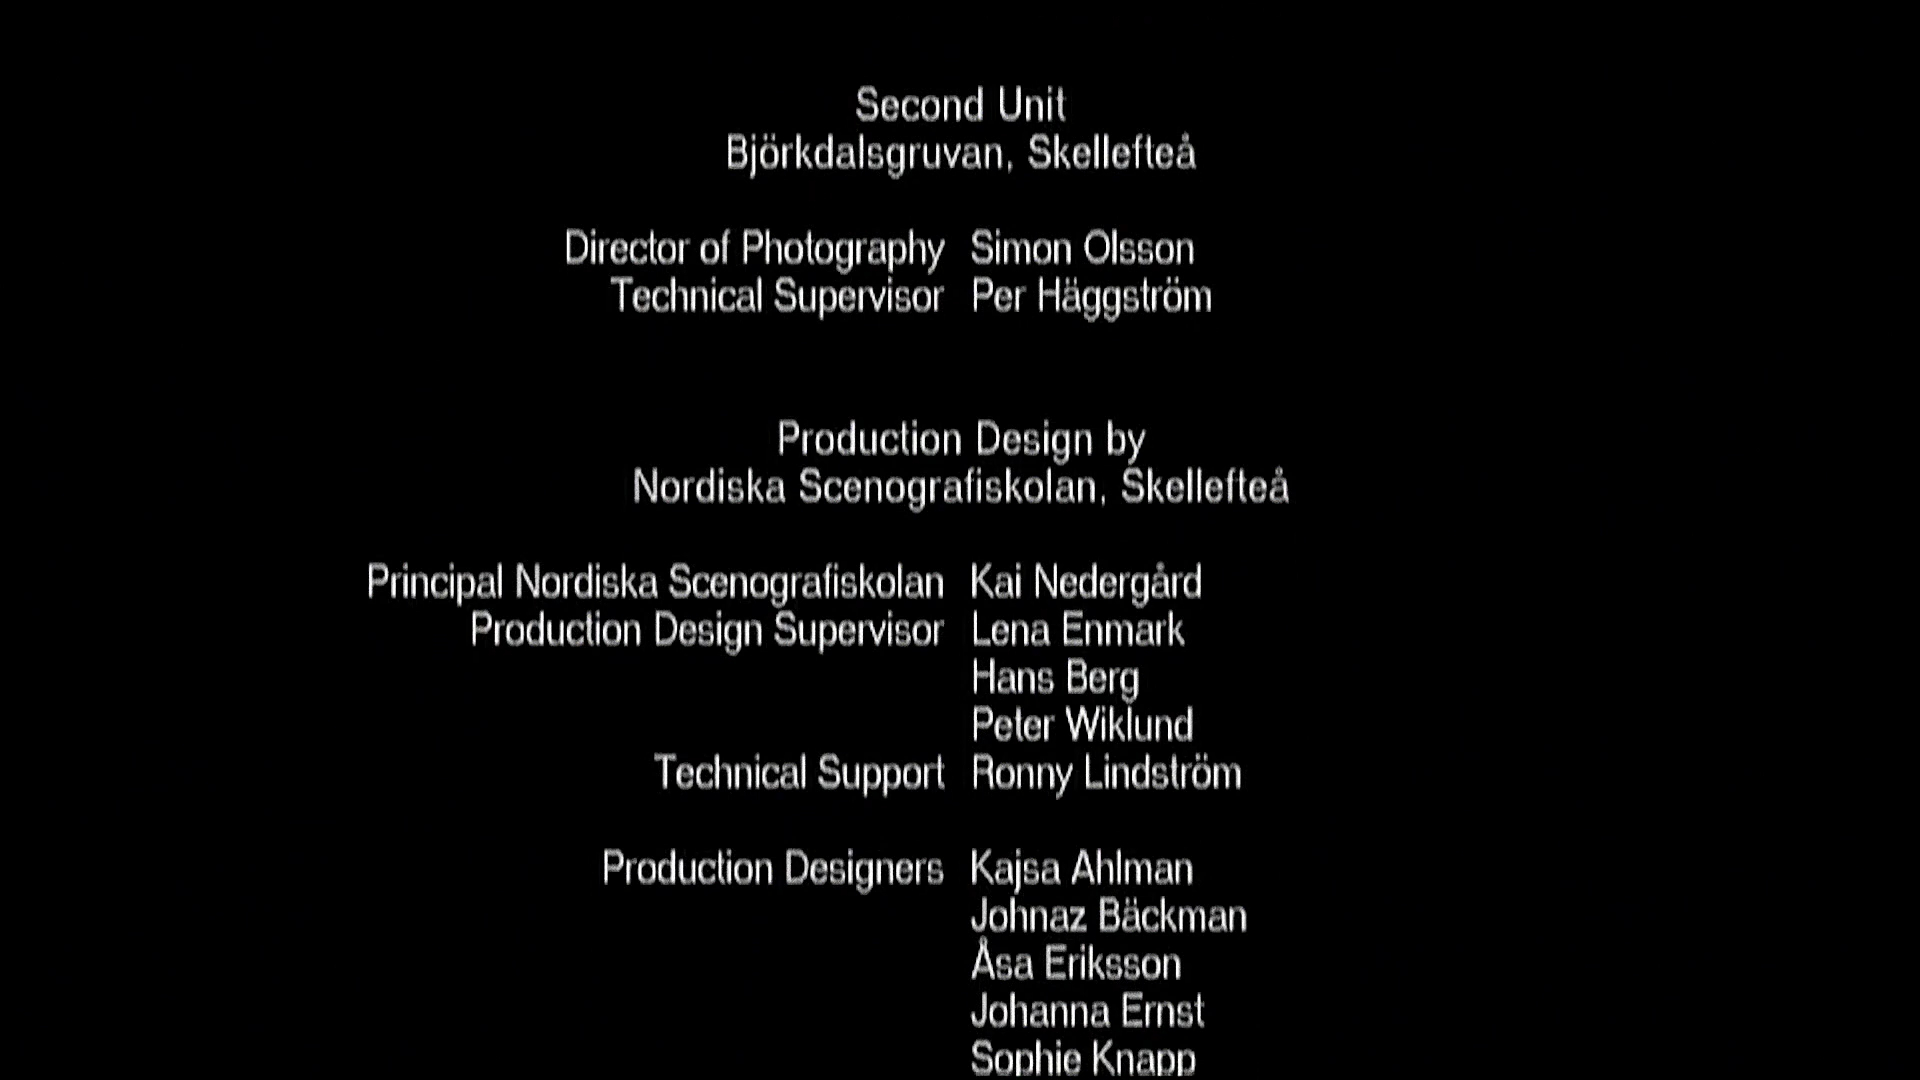 Second Unit
Björkdalsgruvan, Skellefteå
Director of Photography Simon Olsson
Technical Supervisor Per Häggström
Production Design by
Nordiska Scenografiskolan, Skellefteå
Principal Nordiska Scenografiskolan Kai Nedergård
Production Design Supervisor Lena Enmark
Hans Berg
Peter Wiklund
Technical Support Ronny Lindström
Production Designers Kajsa Ahlman
Johnaz Bäckman
Åsa Eriksson
Johanna Ernst
Sophie Knapp